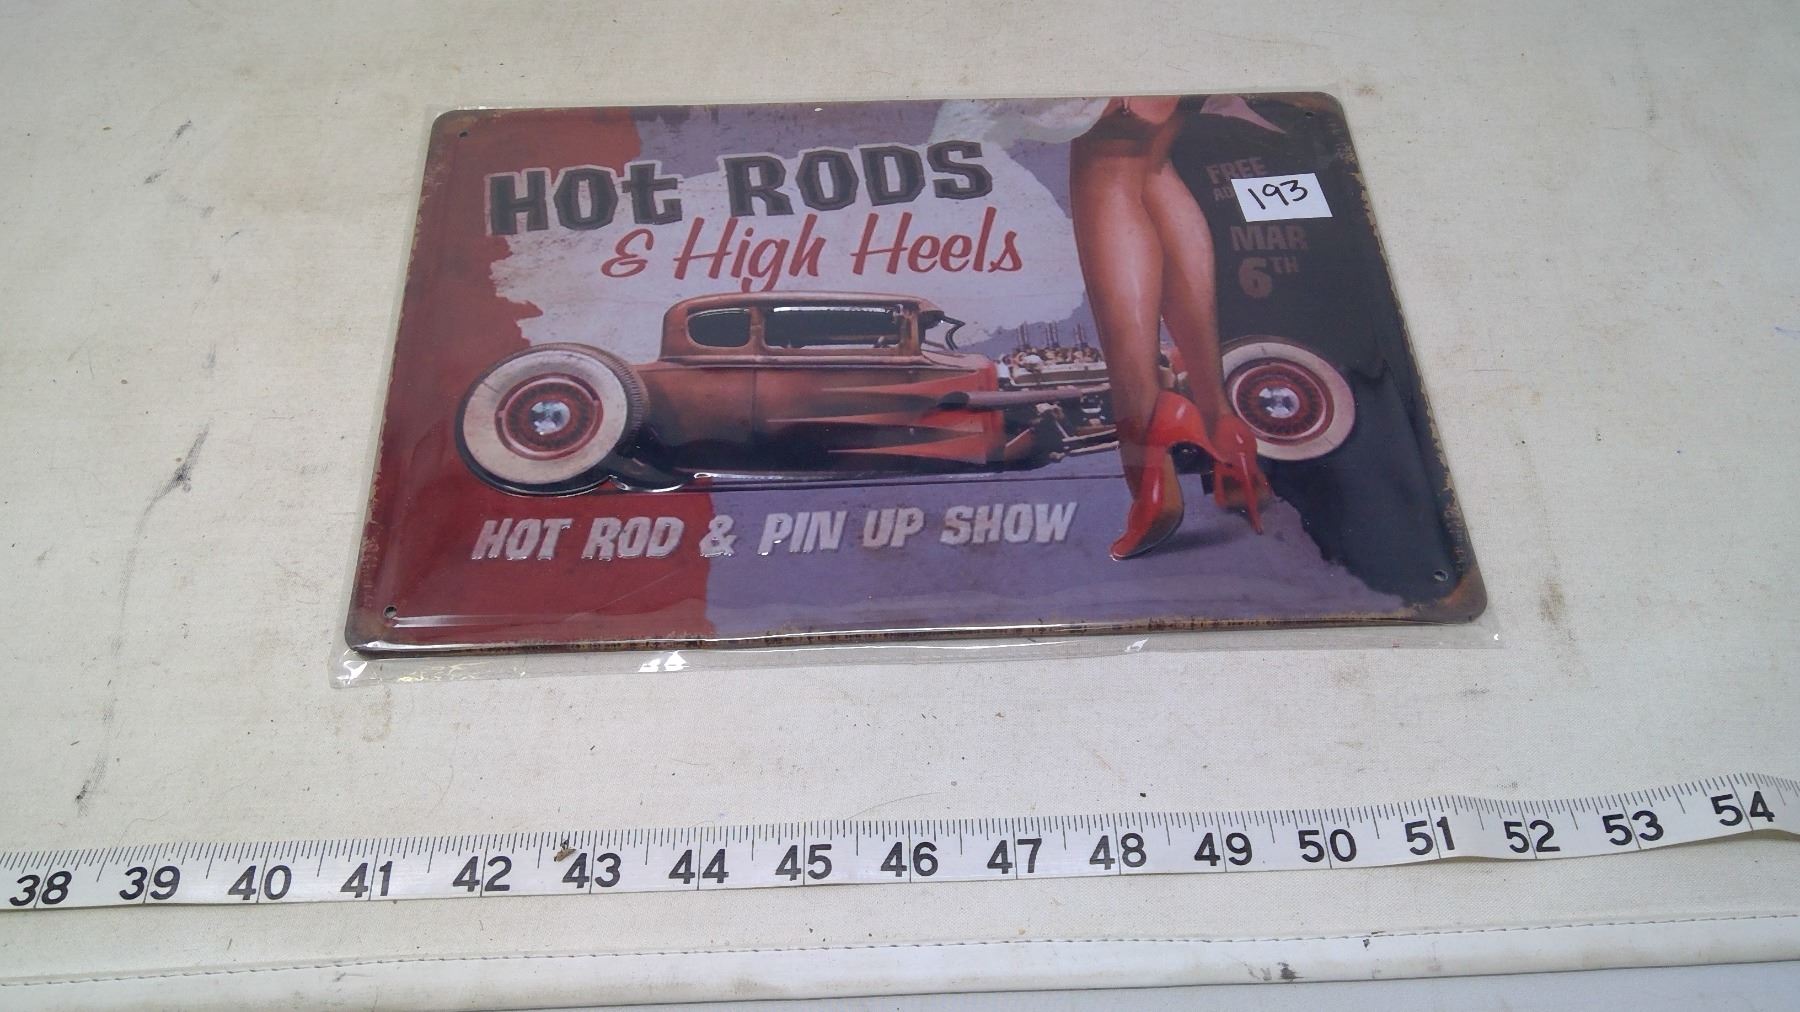 HOt RODS
& High Heels
FREE
193
MAR
6TH
HOT ROD & PIN UP SHOW
38 39 40 41 42 43 44 45 46 47 48 49 50 51 52 53 54